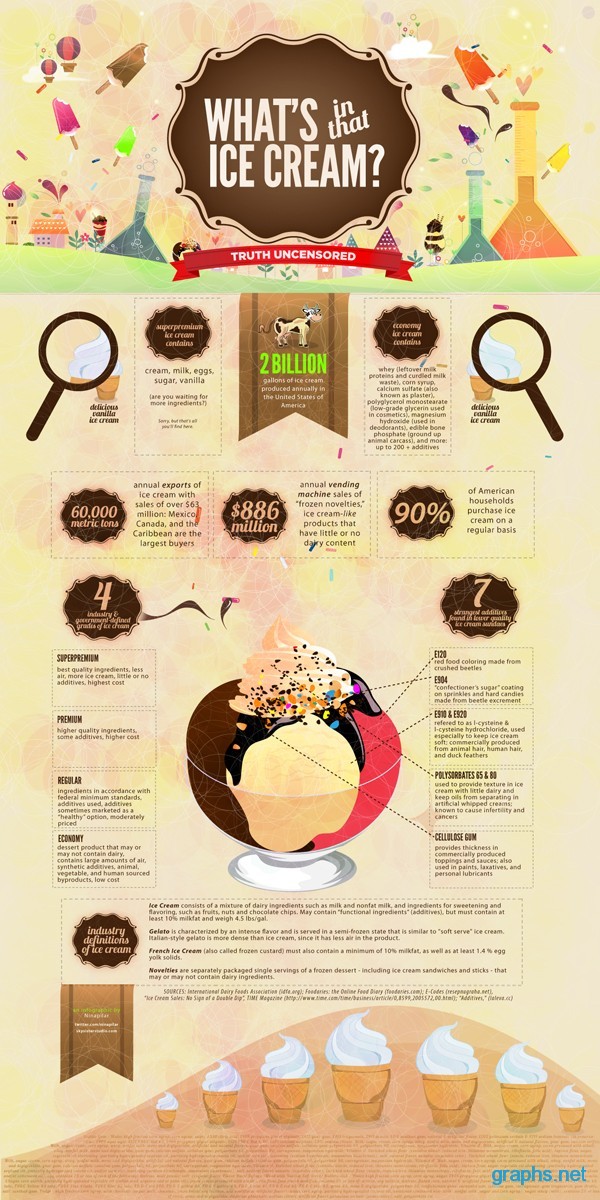 WHAT'S in that
ICE CREAM?
TRUTH UNCENSORED
superpremium
ice cream
contains
cream, milk, eggs,
sugar, vanilla
(are you waiting for
more ingredients?)
Sorry, but that's all
you'll find here.
delicious
vanilla
ice cream
2 BILLION
gallons of ice cream
produced annually in
the United States of
America
economy
ice cream
contains
whey (leftover milk
proteins and curdled milk
waste), corn syrup,
calcium sulfate (also
known as plaster),
polyglycerol monostearate
(low-grade glycerin used
in cosmetics), magnesium
hydroxide (used in
deodorants), edible bone
phosphate (ground up
animal carcass), and more:
up to 200 + additives
delicious
vanilla
ice cream
60,000
metric tons
annual exports of
ice cream with
sales of over $63
million: Mexico,
Canada, and the
Caribbean are the
largest buyers
$886
million
annual vending
machine sales of
"frozen novelties,"
ice cream-like
products that
have little or no
dairy content
90%
of American
households
purchase ice
cream on a
regular basis
4
industry &
government-defined
grades of ice cream
7
strangest additives
found in lower quality
ice cream sundaes
SUPERPREMIUM
best quality ingredients, less
air, more ice cream, little or no
additives, highest cost
PREMIUM
higher quality ingredients,
some additives, higher cost
REGULAR
ingredients in accordance with
federal minimum standards,
additives used, additives
sometimes marketed as a
"healthy" option, moderately
priced
ECONOMY
dessert product that may or
may not contain dairy,
contains large amounts of air,
synthetic additives, animal,
vegetable, and human sourced
byproducts, low cost
E120
red food coloring made from
crushed beetles
E904
"confectioner's sugar" coating
on sprinkles and hard candies
made from beetle excrement
E910 & E920
refered to as l-cysteine &
l-cysteine hydrochloride, used
especially to keep ice cream
soft: commercially produced
from animal hair, human hair,
and duck feathers
POLYSORBATES 65 & 80
used to provide texture in ice
cream with little dairy and
keep oils from separating in
artificial whipped creams;
known to cause infertility and
cancers
CELLULOSE GUM
provides thickness in
commercially produced
toppings and sauces; also
used in paints, laxatives, and
personal lubricants
industry
definitions
of ice cream
Ice Cream consists of a mixture of dairy ingredients such as milk and nonfat milk, and ingredients for sweetening and
flavoring, such as fruits, nuts and chocolate chips. May contain "functional ingredients" (additives), but must contain at
least 10% milkfat and weigh 4.5 lbs/gal.
Gelato is characterized by an intense flavor and is served in a semi-frozen state that is similar to "soft serve" ice cream.
Italian-style gelato is more dense than ice cream, since it has less air in the product.
French Ice Cream (also called frozen custard) must also contain a minimum of 10% milkfat, as well as at least 1.4 % egg
yolk solids.
Novelties are separately packaged single servings of a frozen dessert - including ice cream sandwiches and sticks - that
may or may not contain dairy ingredients.
SOURCES: International Dairy Foods Association (idfa.org); Foodaries: the Online Food Diary (foodaries.com); E-Codes
"Ice Cream Sales: No Sign of a Double Dip", TIME Magazine
"Additives,"
an infographic by
Ninapilar
twitter.com/ninapilar
graphs.net